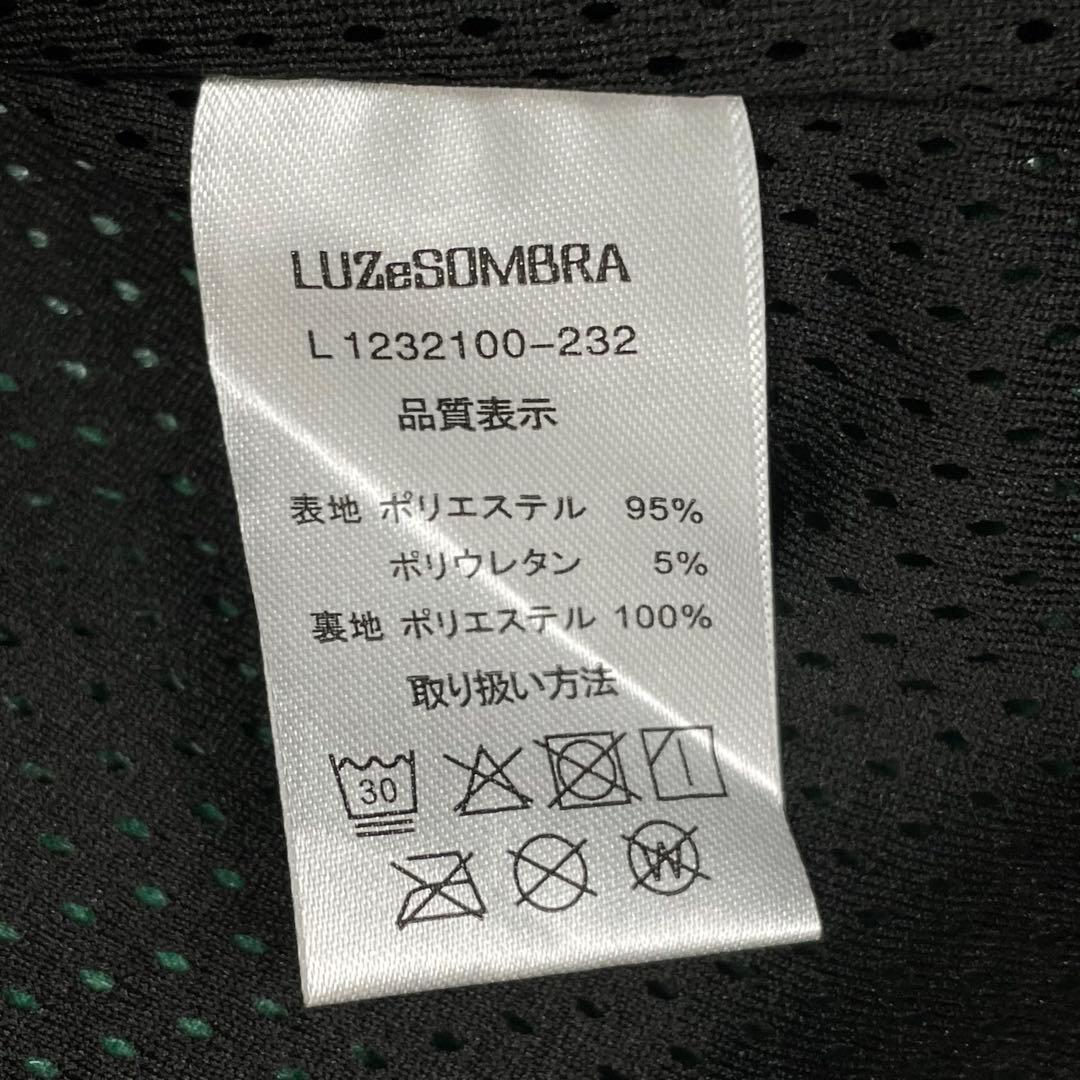 LUZeSOMBRA
L1232100-232
品質表示
表地 ポリエステル 95%
ポリウレタン 5%
裏地 ポリエステル 100%
取り扱い方法
30
W